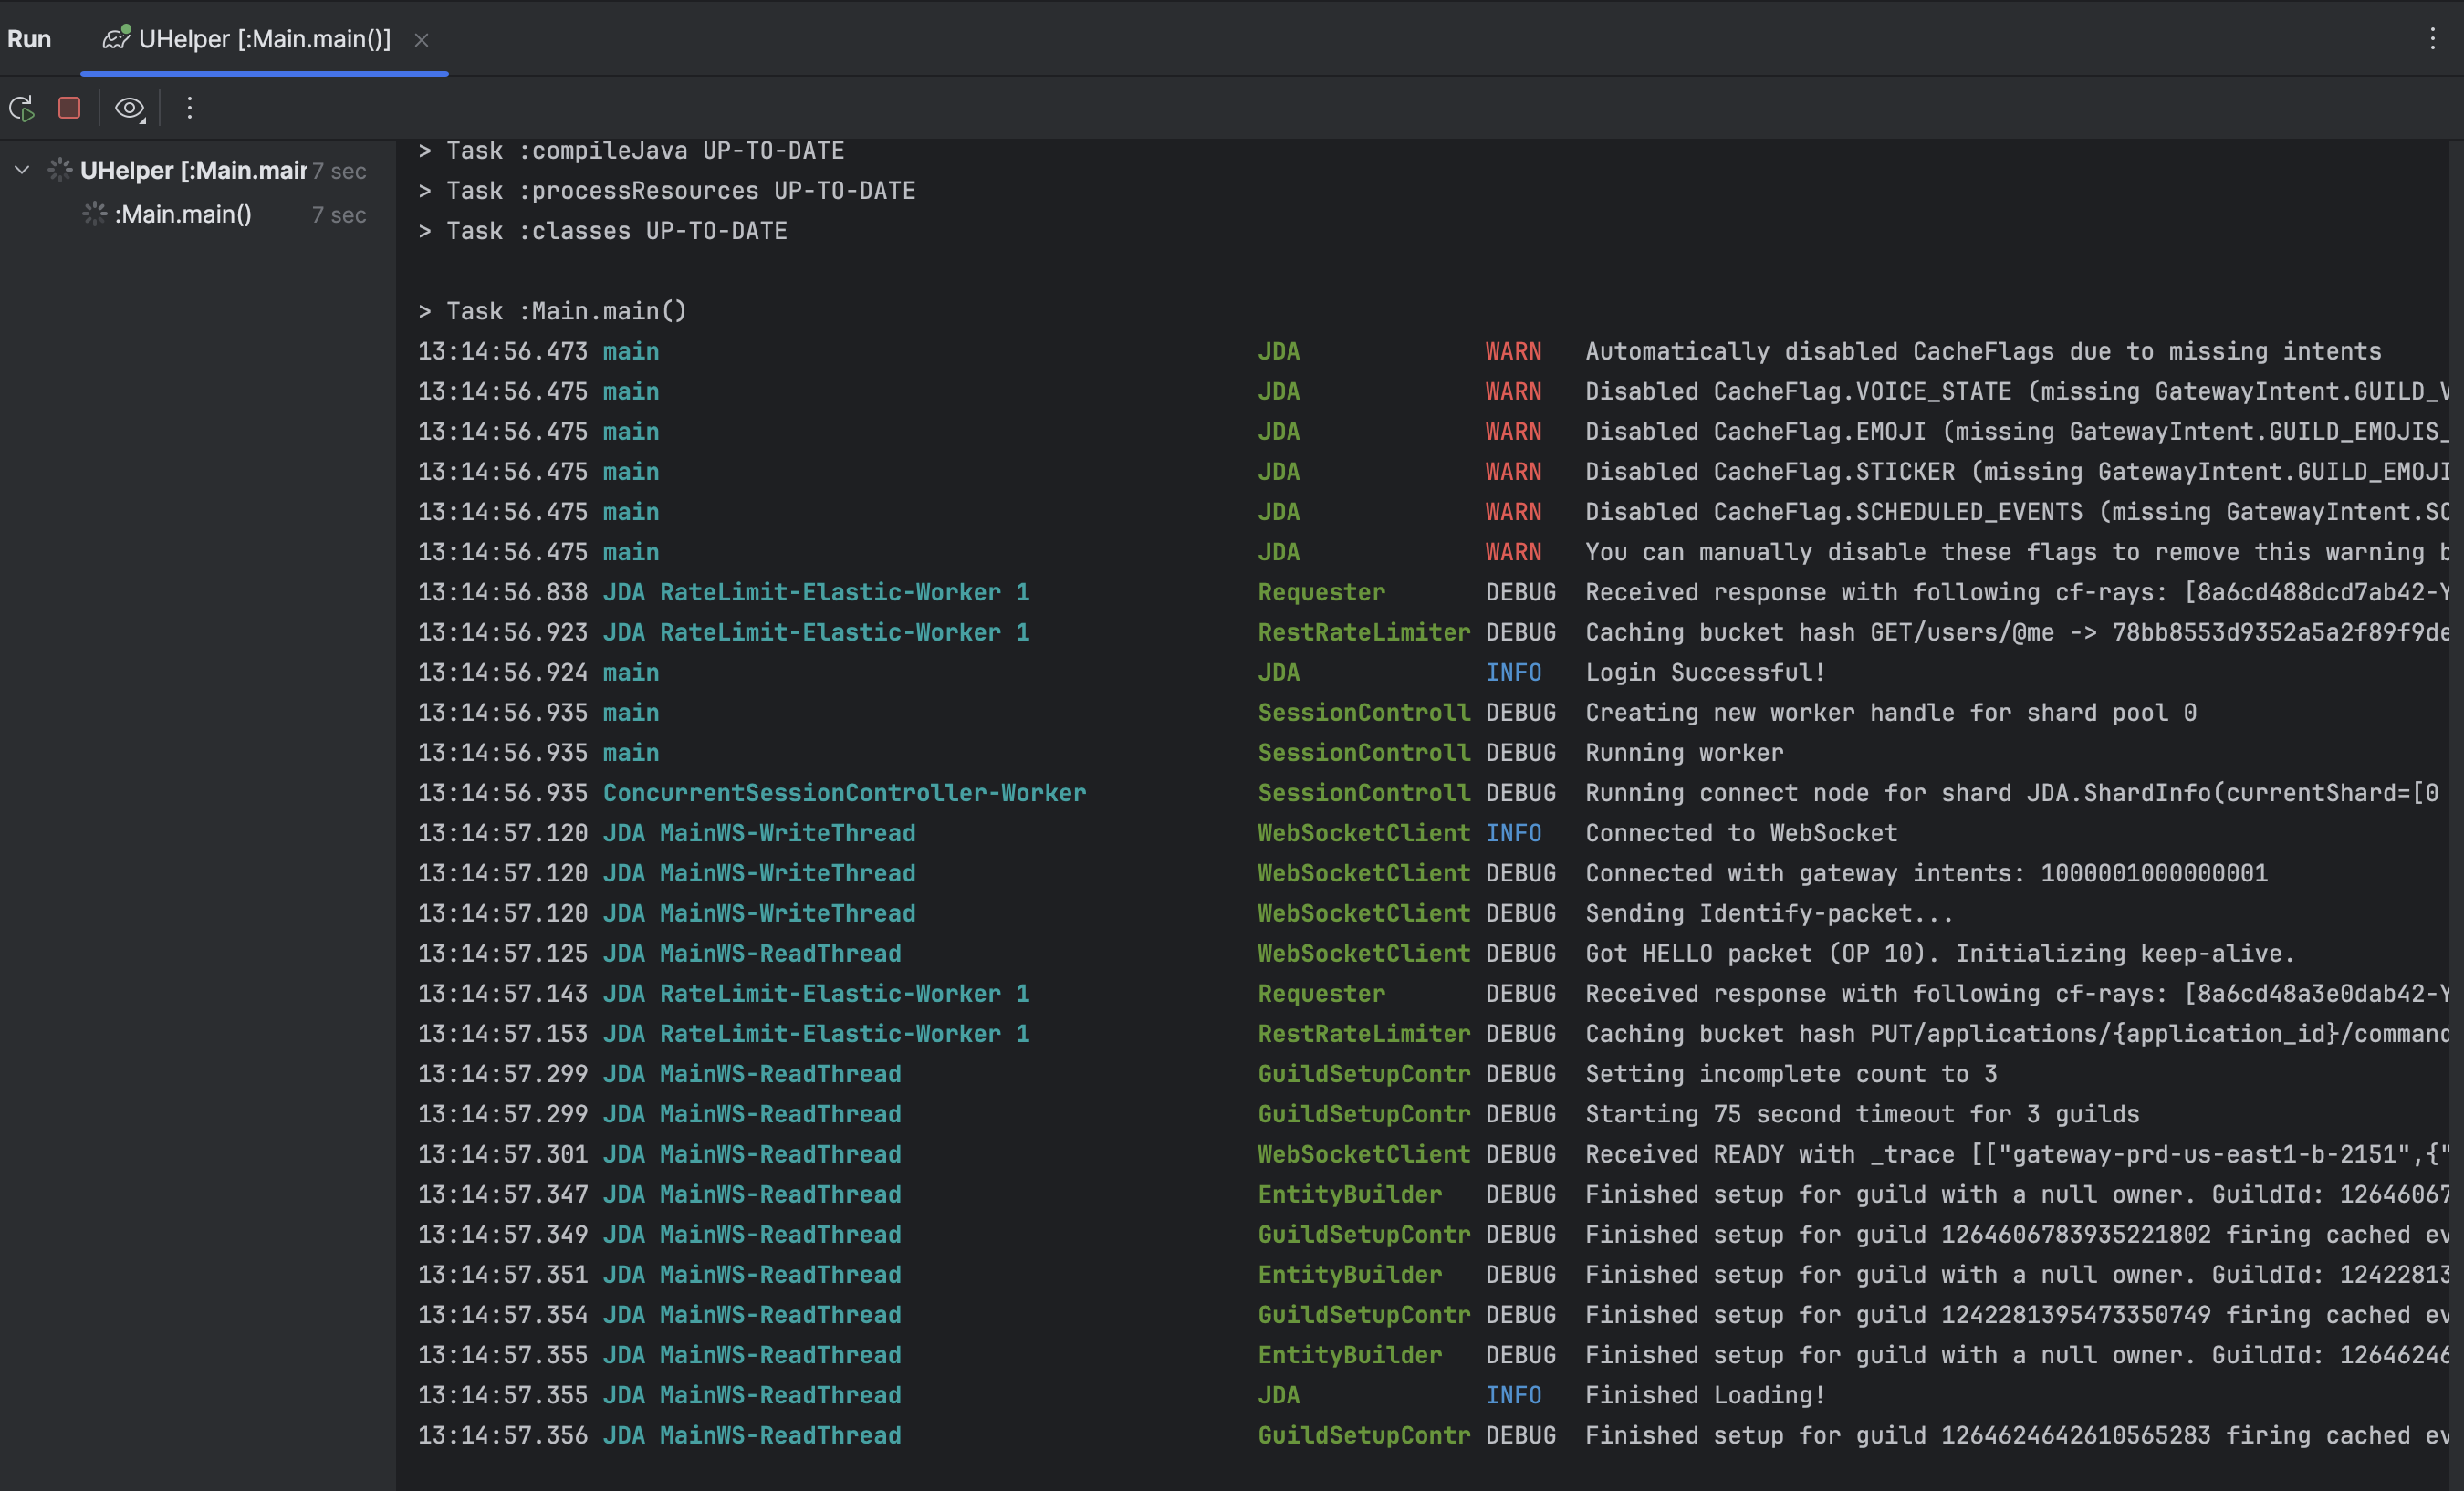 Run UHelper [:Main.main()]
UHelper [:Main.mair 7 sec
:Main.main() 7 sec
> Task :compileJava UP-TO-DATE
> Task :processResources UP-TO-DATE
> Task :classes UP-TO-DATE
> Task :Main.main()
13:14:56.473 main JDA WARN Automatically disabled CacheFlags due to missing intents
13:14:56.475 main JDA WARN Disabled CacheFlag.VOICE_STATE (missing GatewayIntent.GUILD_V
13:14:56.475 main JDA WARN Disabled CacheFlag.EMOJI (missing GatewayIntent.GUILD_EMOJIS_
13:14:56.475 main JDA WARN Disabled CacheFlag.STICKER (missing GatewayIntent.GUILD_EMOJI
13:14:56.475 main JDA WARN Disabled CacheFlag.SCHEDULED_EVENTS (missing GatewayIntent.SC
13:14:56.475 main JDA WARN You can manually disable these flags to remove this warning b
13:14:56.838 JDA RateLimit-Elastic-Worker 1 Requester DEBUG Received response with following cf-rays: [8a6cd488dcd7ab42-Y
13:14:56.923 JDA RateLimit-Elastic-Worker 1 RestRateLimiter DEBUG Caching bucket hash GET/users/@me -> 78bb8553d9352a5a2f89f9de
13:14:56.924 main JDA INFO Login Successful!
13:14:56.935 main SessionControll DEBUG Creating new worker handle for shard pool 0
13:14:56.935 main SessionControll DEBUG Running worker
13:14:56.935 ConcurrentSessionController-Worker SessionControll DEBUG Running connect node for shard JDA.ShardInfo(currentShard=[0
13:14:57.120 JDA MainWS-WriteThread WebSocketClient INFO Connected to WebSocket
13:14:57.120 JDA MainWS-WriteThread WebSocketClient DEBUG Connected with gateway intents: 1000001000000001
13:14:57.120 JDA MainWS-WriteThread WebSocketClient DEBUG Sending Identify-packet...
13:14:57.125 JDA MainWS-ReadThread WebSocketClient DEBUG Got HELLO packet (OP 10). Initializing keep-alive.
13:14:57.143 JDA RateLimit-Elastic-Worker 1 Requester DEBUG Received response with following cf-rays: [8a6cd48a3e0dab42-Y
13:14:57.153 JDA RateLimit-Elastic-Worker 1 RestRateLimiter DEBUG Caching bucket hash PUT/applications/{application_id}/command
13:14:57.299 JDA MainWS-ReadThread GuildSetupContr DEBUG Setting incomplete count to 3
13:14:57.299 JDA MainWS-ReadThread GuildSetupContr DEBUG Starting 75 second timeout for 3 guilds
13:14:57.301 JDA MainWS-ReadThread WebSocketClient DEBUG Received READY with _trace [["gateway-prd-us-east1-b-2151",{"
13:14:57.347 JDA MainWS-ReadThread EntityBuilder DEBUG Finished setup for guild with a null owner. GuildId: 12646067
13:14:57.349 JDA MainWS-ReadThread GuildSetupContr DEBUG Finished setup for guild 1264606783935221802 firing cached ev
13:14:57.351 JDA MainWS-ReadThread EntityBuilder DEBUG Finished setup for guild with a null owner. GuildId: 12422813
13:14:57.354 JDA MainWS-ReadThread GuildSetupContr DEBUG Finished setup for guild 1242281395473350749 firing cached ev
13:14:57.355 JDA MainWS-ReadThread EntityBuilder DEBUG Finished setup for guild with a null owner. GuildId: 12646246
13:14:57.355 JDA MainWS-ReadThread JDA INFO Finished Loading!
13:14:57.356 JDA MainWS-ReadThread GuildSetupContr DEBUG Finished setup for guild 1264624642610565283 firing cached ev